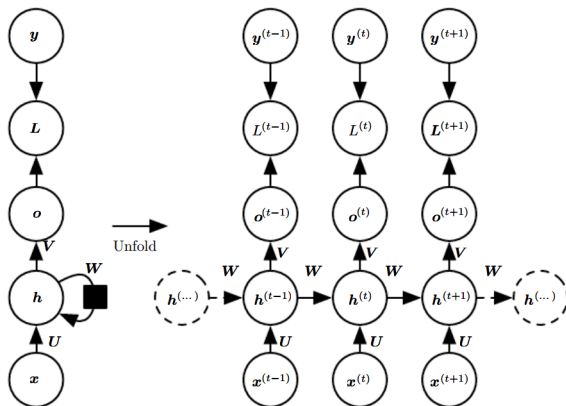 y y^(t-1) y^(t) y^(t+1)
L L^(t-1) L^(t) L^(t+1)
o o^(t-1) o^(t) o^(t+1)
V V V V
Unfold
W W W W W
h h^(...) h^(t-1) h^(t) h^(t+1) h^(...)
U U U U
x x^(t-1) x^(t) x^(t+1)